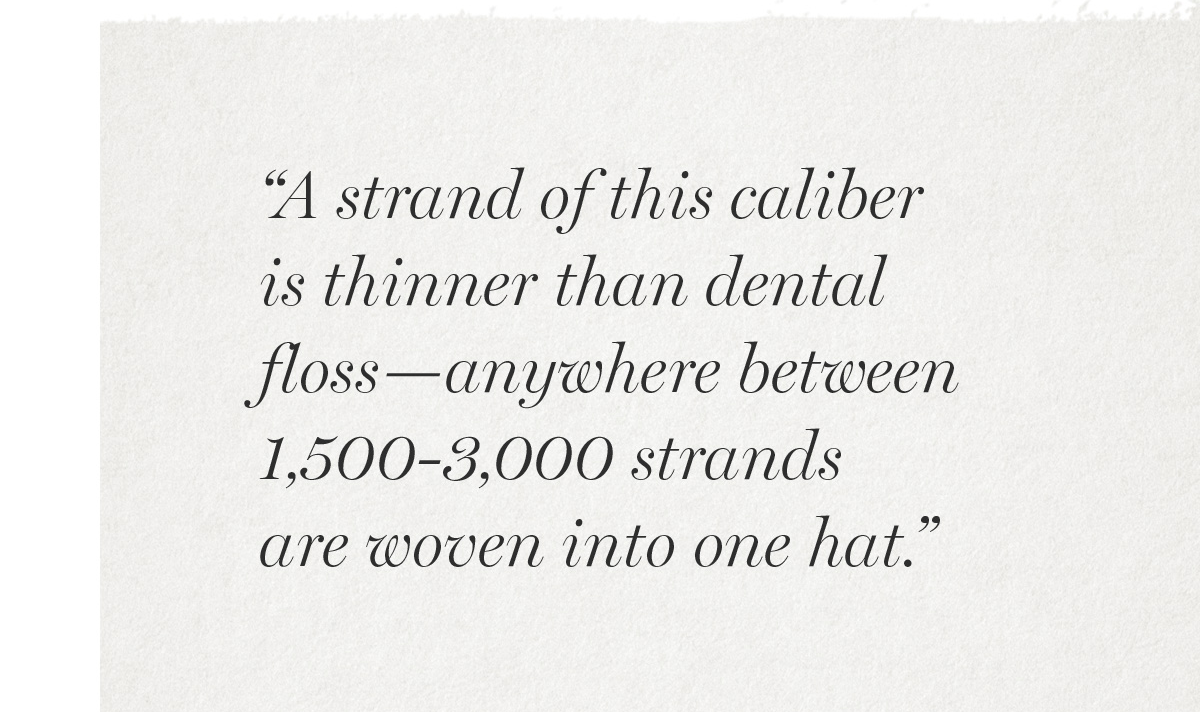 “A strand of this caliber
is thinner than dental
floss—anywhere between
1,500-3,000 strands
are woven into one hat.”